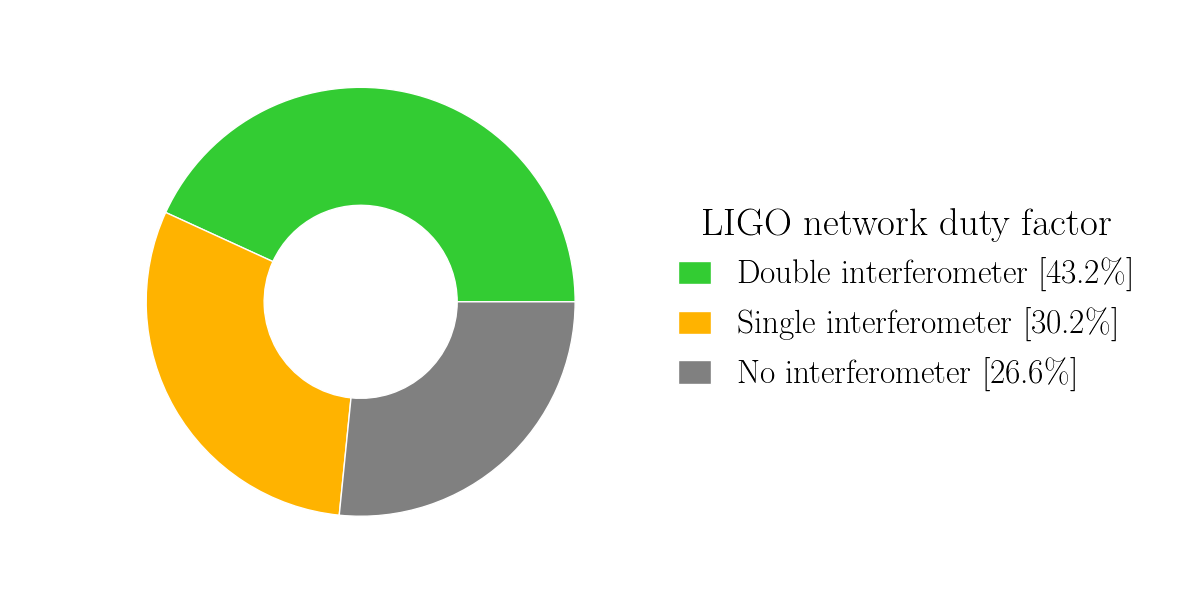 LIGO network duty factor
Double interferometer [43.2%]
Single interferometer [30.2%]
No interferometer [26.6%]